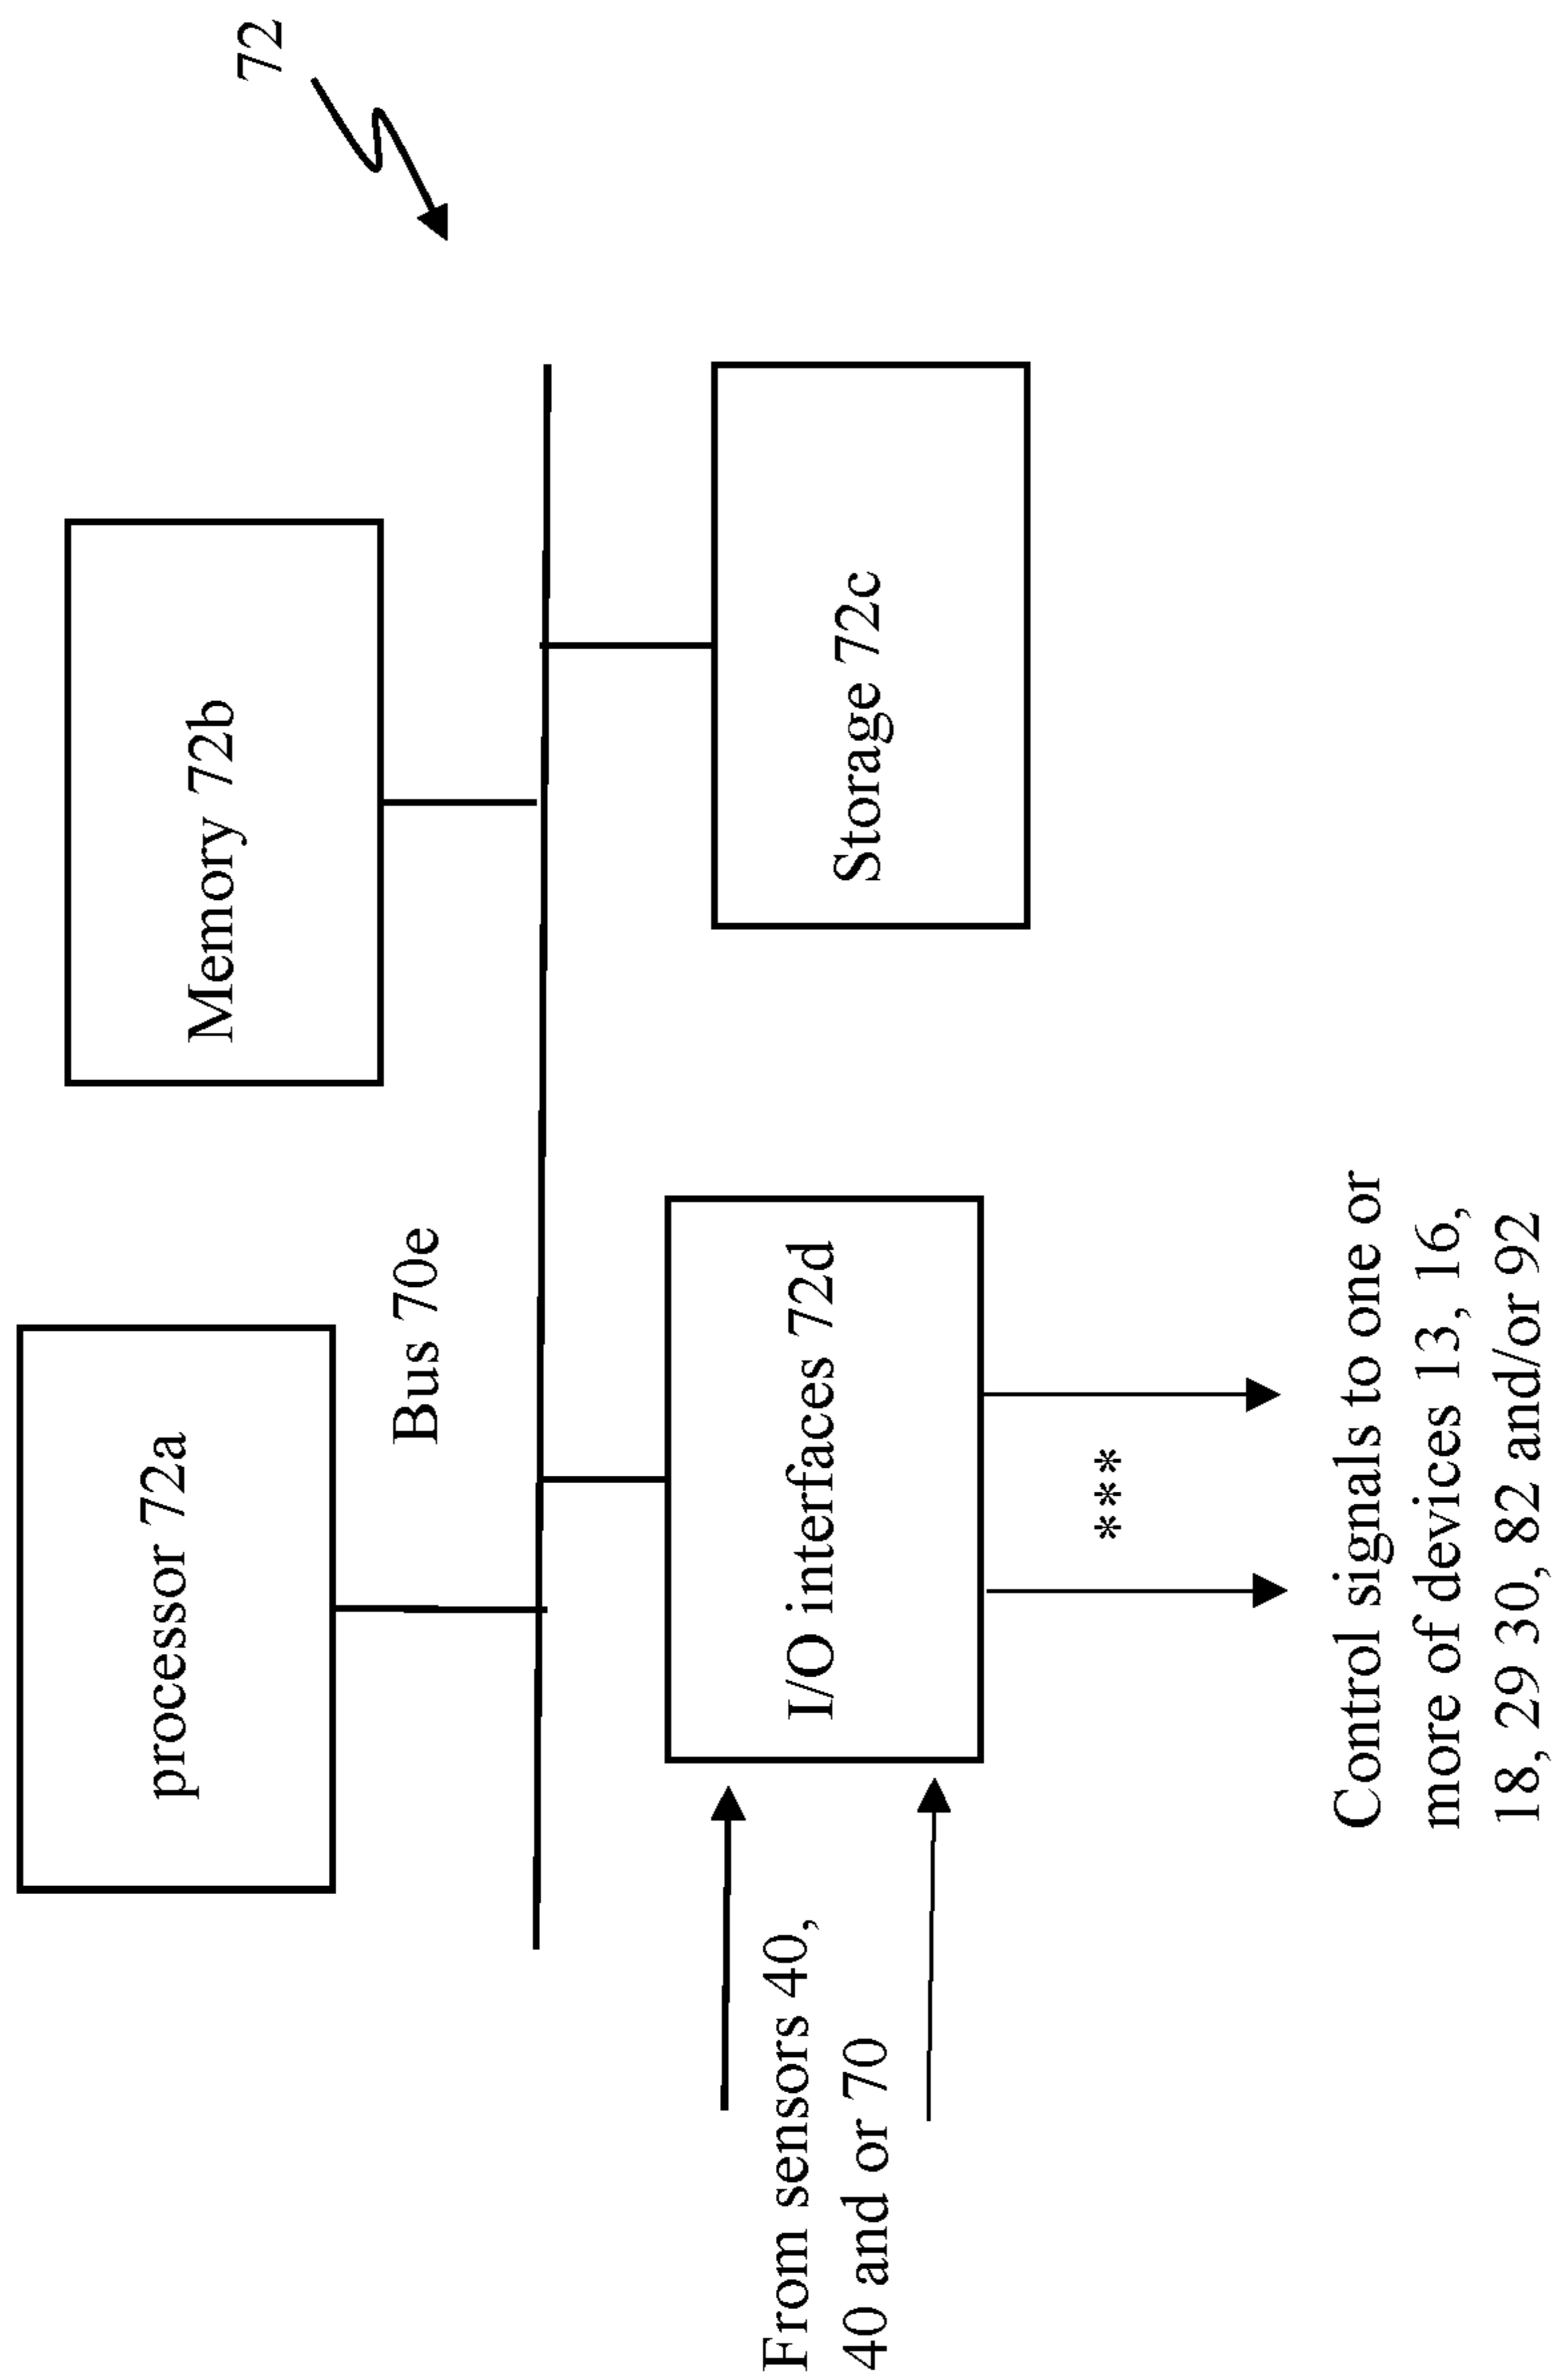 72
processor 72a
Memory 72b
Bus 70e
I/O interfaces 72d
Storage 72c
From sensors 40,
40 and or 70
***
Control signals to one or
more of devices 13, 16,
18, 29 30, 82 and/or 92